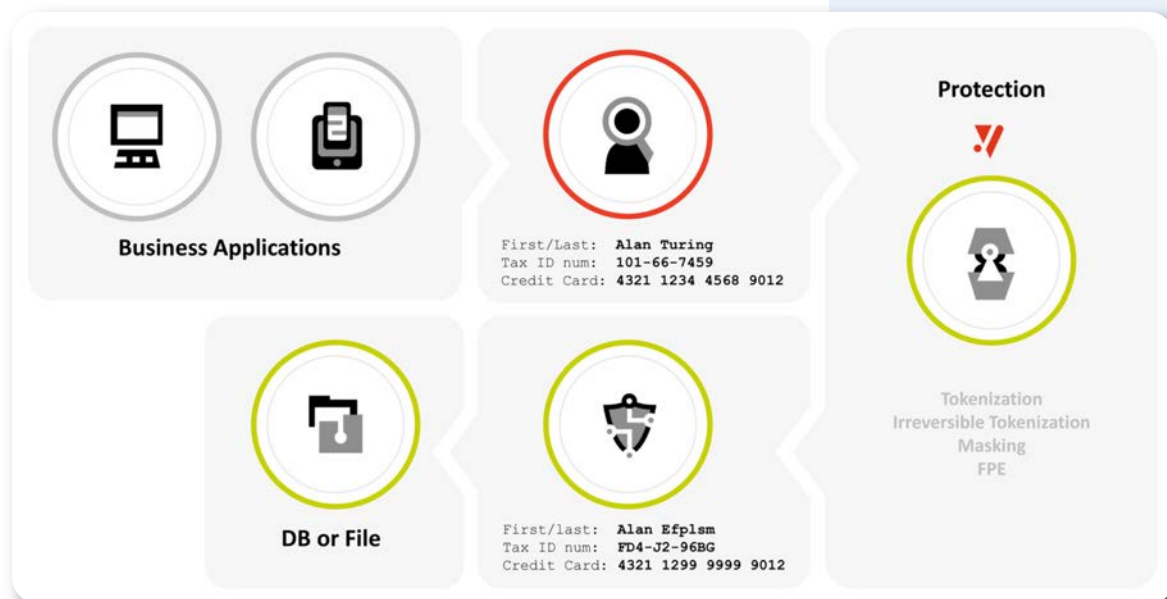 Business Applications
First/Last: Alan Turing
Tax ID num: 101-66-7459
Credit Card: 4321 1234 4568 9012
Protection
Tokenization
Irreversible Tokenization
Masking
FPE
First/last: Alan Efplsm
Tax ID num: FD4-J2-96BG
Credit Card: 4321 1299 9999 9012
DB or File